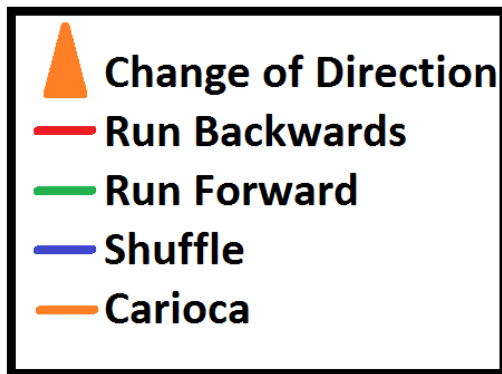 Change of Direction
Run Backwards
Run Forward
Shuffle
Carioca